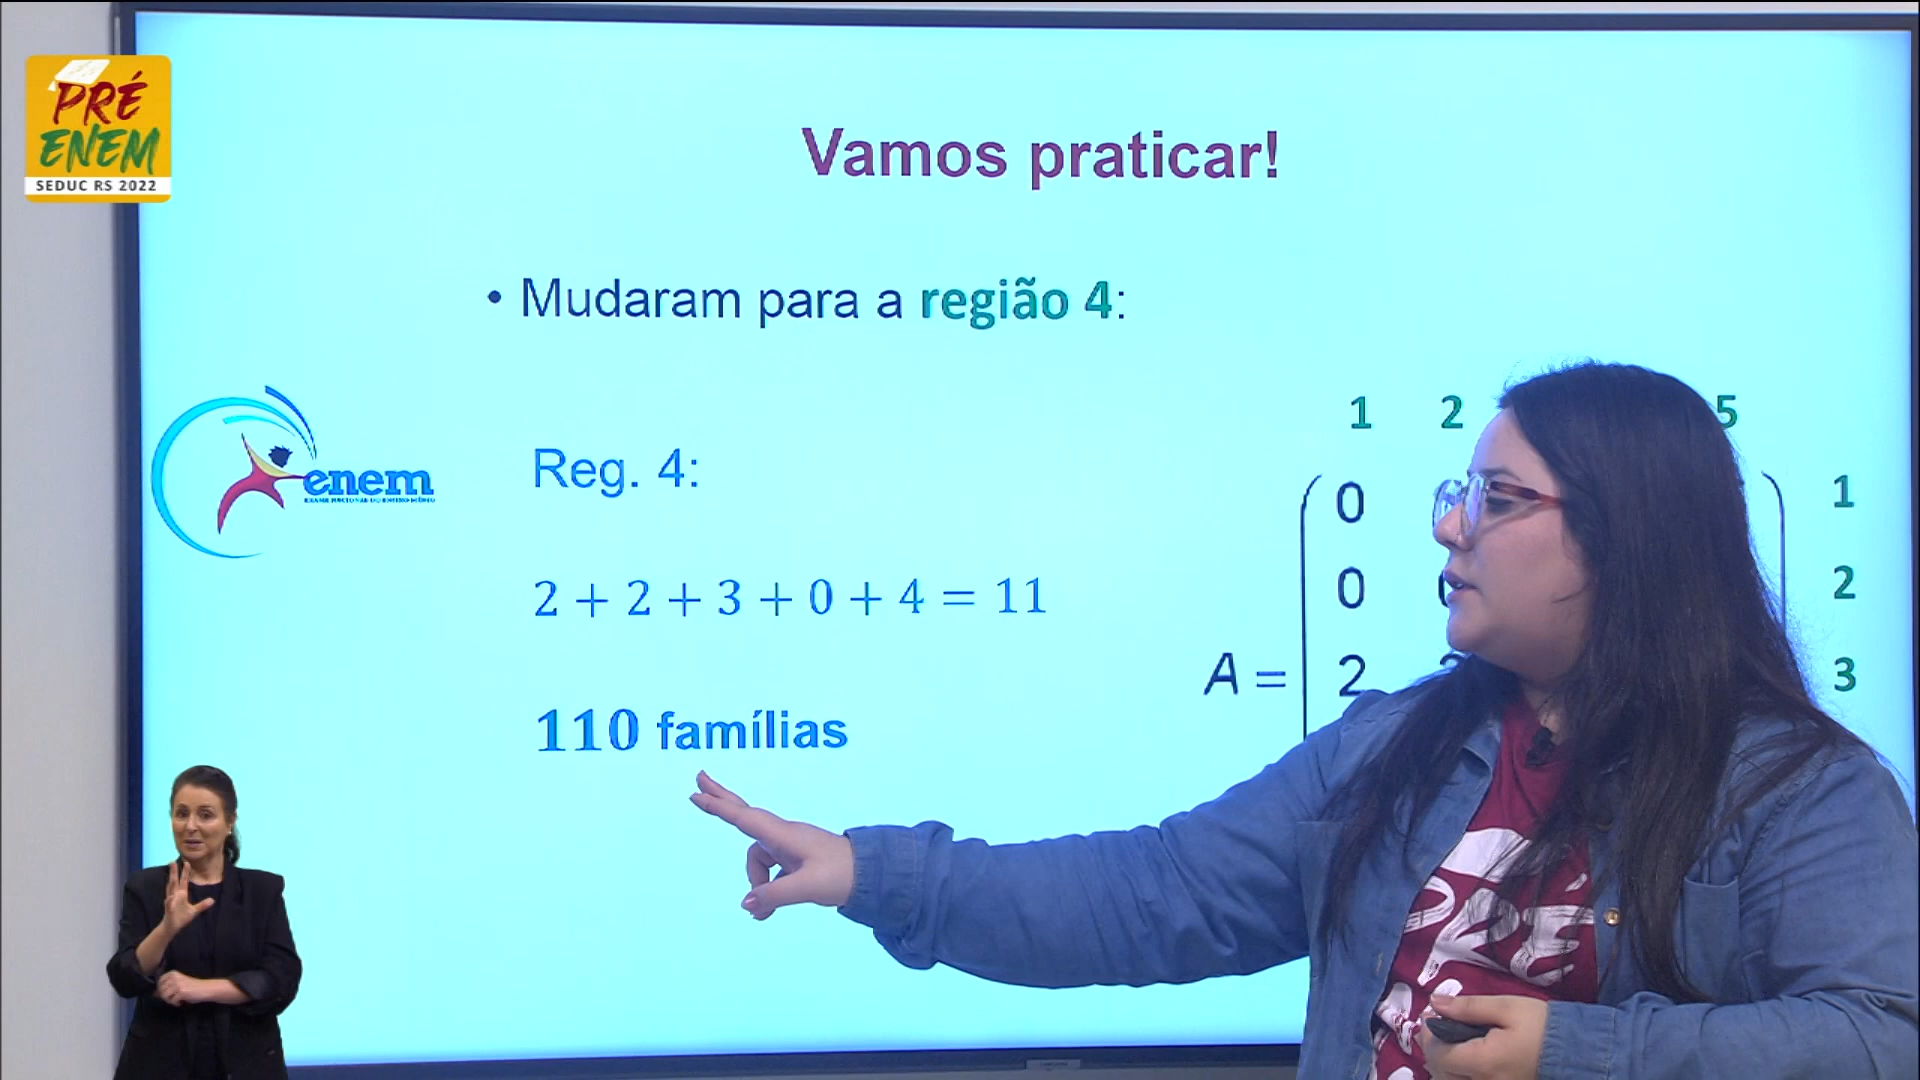 PRÉ
ENEM
SEDUC RS 2022
Vamos praticar!
• Mudaram para a região 4:
enem
Reg. 4:
2 + 2 + 3 + 0 + 4 = 11
110 famílias
1 2 5
0 1
0 2
A = 2 3
PRÉ